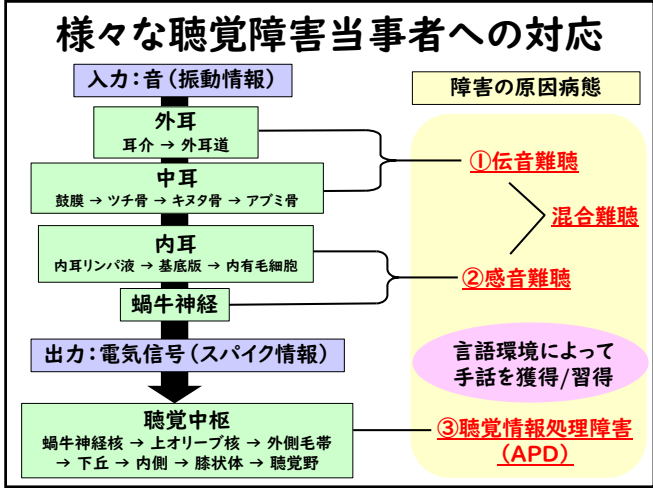 様々な聴覚障害当事者への対応
入力：音（振動情報）
外耳
耳介 → 外耳道
中耳
鼓膜 → ツチ骨 → キヌタ骨 → アブミ骨
内耳
内耳リンパ液 → 基底版 → 内有毛細胞
蝸牛神経
出力：電気信号（スパイク情報）
聴覚中枢
蝸牛神経核 → 上オリーブ核 → 外側毛帯
→ 下丘 → 内側 → 膝状体 → 聴覚野
障害の原因病態
①伝音難聴
混合難聴
②感音難聴
言語環境によって
手話を獲得/習得
③聴覚情報処理障害
（APD）